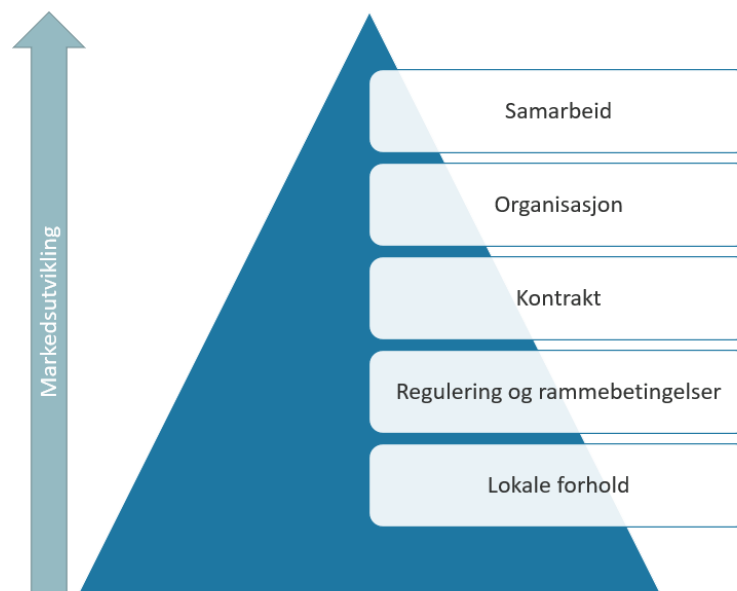 Samarbeid
Organisasjon
Kontrakt
Regulering og rammebetingelser
Lokale forhold
Markedsutvikling